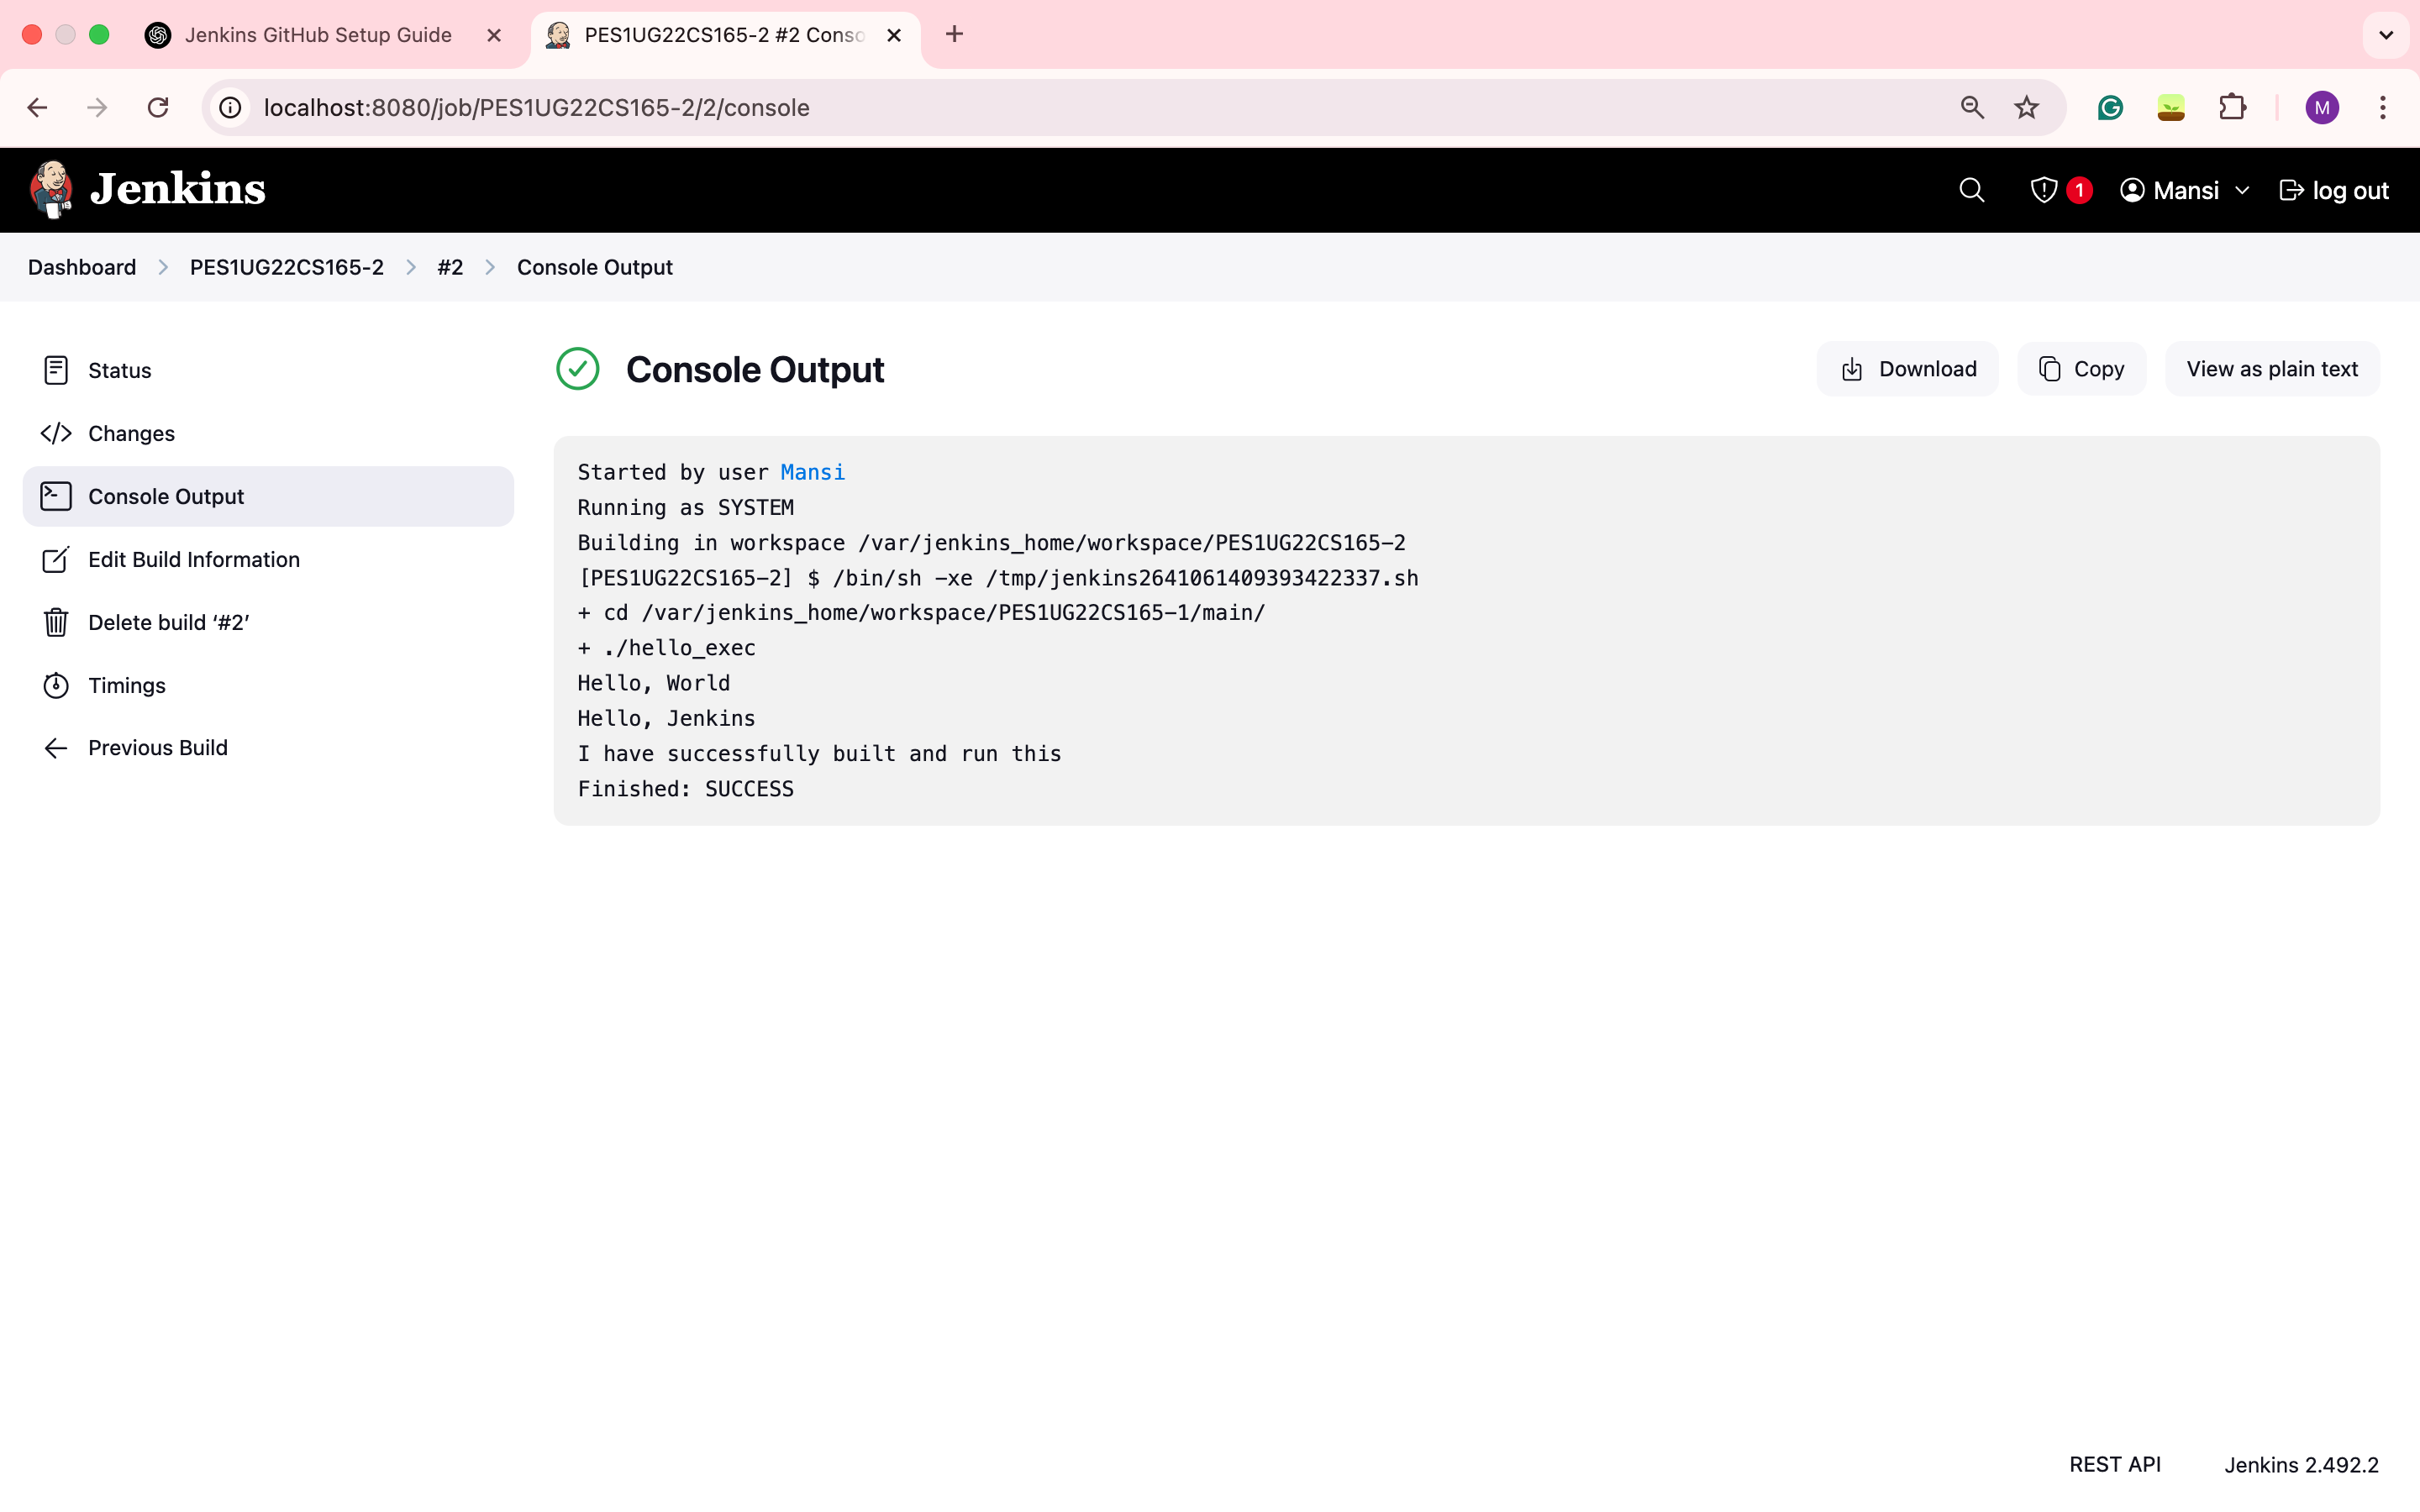 Jenkins GitHub Setup Guide
PES1UG22CS165-2 #2 Conso
localhost:8080/job/PES1UG22CS165-2/2/console
M
Jenkins
1
Mansi
log out
Dashboard
PES1UG22CS165-2
#2
Console Output
Status
Changes
Console Output
Edit Build Information
Delete build ‘#2’
Timings
Previous Build
Console Output
Download
Copy
View as plain text
Started by user Mansi
Running as SYSTEM
Building in workspace /var/jenkins_home/workspace/PES1UG22CS165-2
[PES1UG22CS165-2] $ /bin/sh -xe /tmp/jenkins2641061409393422337.sh
+ cd /var/jenkins_home/workspace/PES1UG22CS165-1/main/
+ ./hello_exec
Hello, World
Hello, Jenkins
I have successfully built and run this
Finished: SUCCESS
REST API
Jenkins 2.492.2